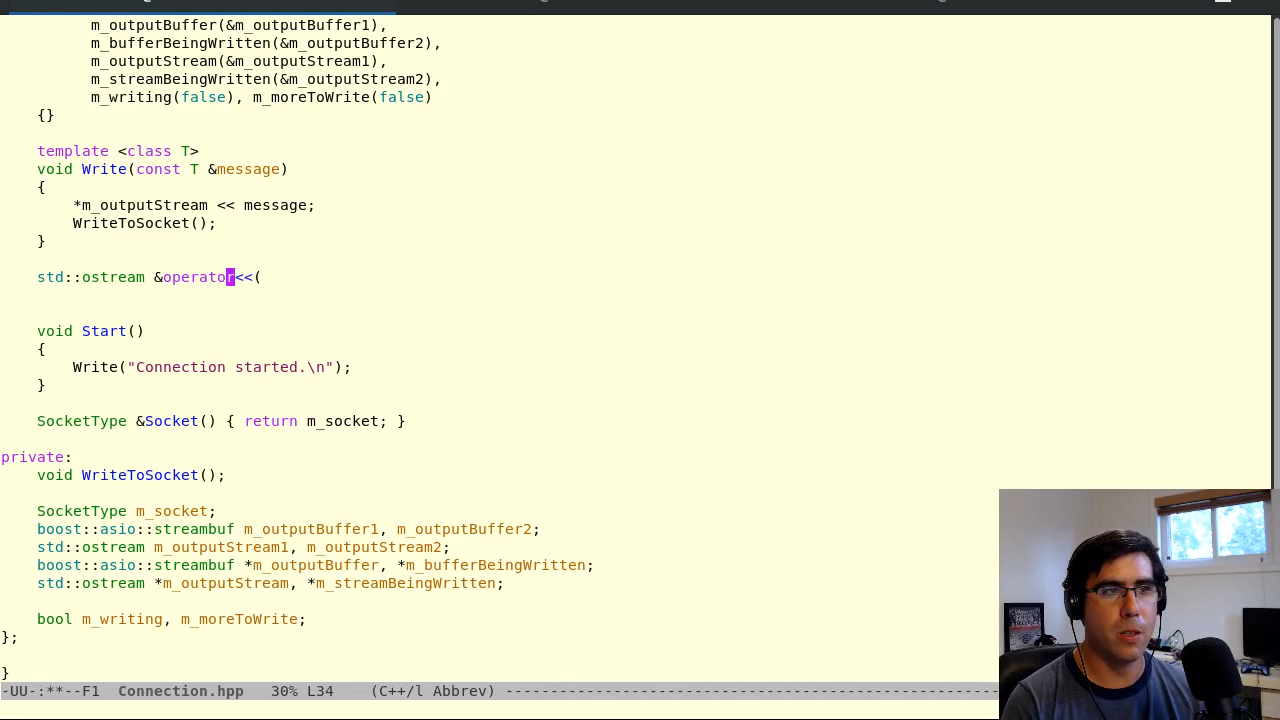 m_outputBuffer(&m_outputBuffer1),
m_bufferBeingWritten(&m_outputBuffer2),
m_outputStream(&m_outputStream1),
m_streamBeingWritten(&m_outputStream2),
m_writing(false), m_moreToWrite(false)
{}
template <class T>
void Write(const T &message)
{
*m_outputStream << message;
WriteToSocket();
}
std::ostream &operator<<(
void Start()
{
Write("Connection started.\n");
}
SocketType &Socket() { return m_socket; }
private:
void WriteToSocket();
SocketType m_socket;
boost::asio::streambuf m_outputBuffer1, m_outputBuffer2;
std::ostream m_outputStream1, m_outputStream2;
boost::asio::streambuf *m_outputBuffer, *m_bufferBeingWritten;
std::ostream *m_outputStream, *m_streamBeingWritten;
bool m_writing, m_moreToWrite;
};
}
-UU-:**--F1  Connection.hpp   30% L34    (C++/l Abbrev) ------------------------------------------------------